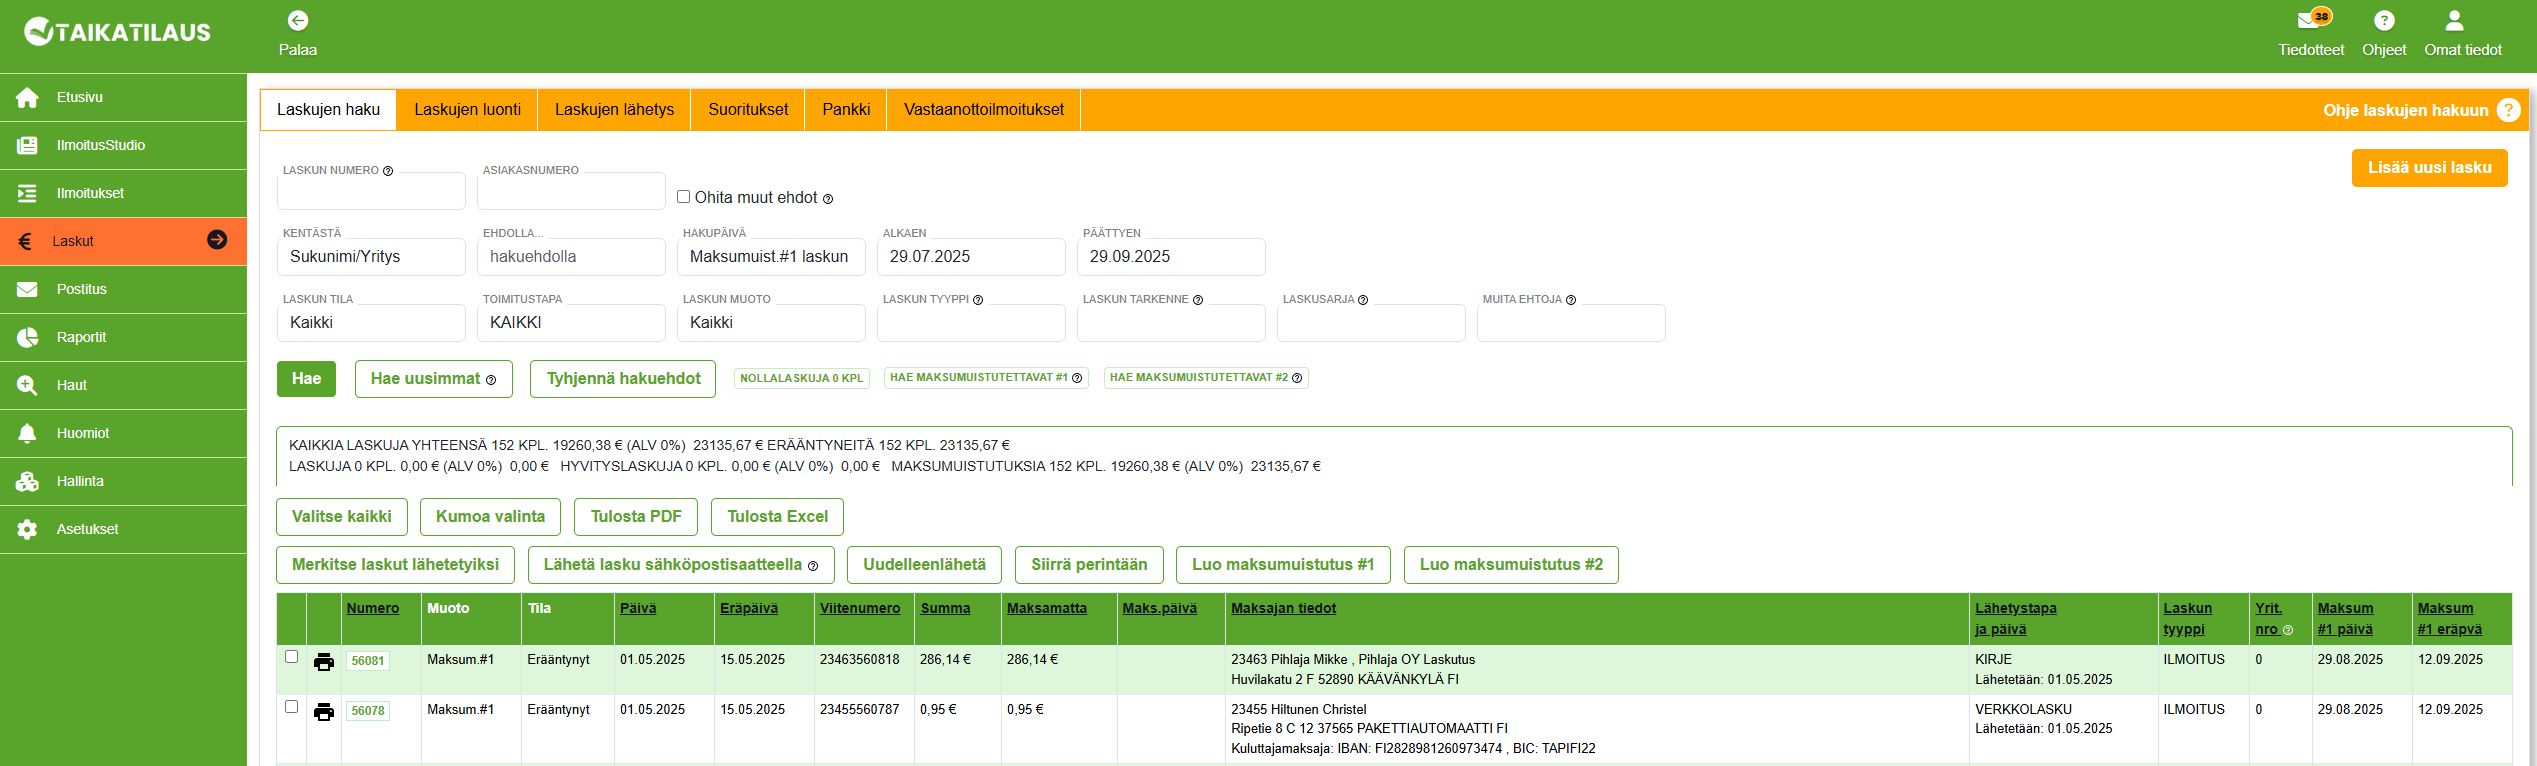 TAIKATILAUS
Palaa
38
Tiedotteet
Ohjeet
Omat tiedot
Etusivu
IlmoitusStudio
Ilmoitukset
Laskut
Postitus
Raportit
Haut
Huomiot
Hallinta
Asetukset
Laskujen haku
Laskujen luonti
Laskujen lähetys
Suoritukset
Pankki
Vastaanottoilmoitukset
Ohje laskujen hakuun ?
Lisää uusi lasku
LASKUN NUMERO ?
ASIAKASNUMERO
Ohita muut ehdot ?
KENTÄSTÄ
EHDOLLA...
HAKUPÄIVÄ
ALKAEN
PÄÄTTYEN
Sukunimi/Yritys
hakuehdolla
Maksumuist.#1 laskun
29.07.2025
29.09.2025
LASKUN TILA
TOIMITUSTAPA
LASKUN MUOTO
LASKUN TYYPPI ?
LASKUN TARKENNE ?
LASKUSARJA ?
MUITA EHTOJA ?
Kaikki
KAIKKI
Kaikki
Hae
Hae uusimmat ?
Tyhjennä hakuehdot
NOLLALASKUJA 0 KPL
HAE MAKSUMUISTUTETTAVAT #1 ?
HAE MAKSUMUISTUTETTAVAT #2 ?
KAIKKIA LASKUJA YHTEENSÄ 152 KPL. 19260,38 € (ALV 0%) 23135,67 € ERÄÄNTYNEITÄ 152 KPL. 23135,67 €
LASKUJA 0 KPL. 0,00 € (ALV 0%) 0,00 € HYVITYSLASKUJA 0 KPL. 0,00 € (ALV 0%) 0,00 € MAKSUMUISTUTUKSIA 152 KPL. 19260,38 € (ALV 0%) 23135,67 €
Valitse kaikki
Kumoa valinta
Tulosta PDF
Tulosta Excel
Merkitse laskut lähetetyiksi
Lähetä lasku sähköpostisaatteella ?
Uudelleenlähetä
Siirrä perintään
Luo maksumuistutus #1
Luo maksumuistutus #2
Numero
Muoto
Tila
Päivä
Eräpäivä
Viitenumero
Summa
Maksamatta
Maks.päivä
Maksajan tiedot
Lähetystapa
ja päivä
Laskun
tyyppi
Yrit.
nro ?
Maksum
#1 päivä
Maksum
#1 eräpvä
56081
Maksum.#1
Erääntynyt
01.05.2025
15.05.2025
23463560818
286,14 €
286,14 €
23463 Pihlaja Mikke , Pihlaja OY Laskutus
Huvilakatu 2 F 52890 KÄÄVÄNKYLÄ FI
KIRJE
Lähetetään: 01.05.2025
ILMOITUS
0
29.08.2025
12.09.2025
56078
Maksum.#1
Erääntynyt
01.05.2025
15.05.2025
23455560787
0,95 €
0,95 €
23455 Hiltunen Christel
Ripetie 8 C 12 37565 PAKETTIAUTOMAATTI FI
Kuluttajamaksaja: IBAN: FI2828981260973474 , BIC: TAPIFI22
VERKKOLASKU
Lähetetään: 01.05.2025
ILMOITUS
0
29.08.2025
12.09.2025